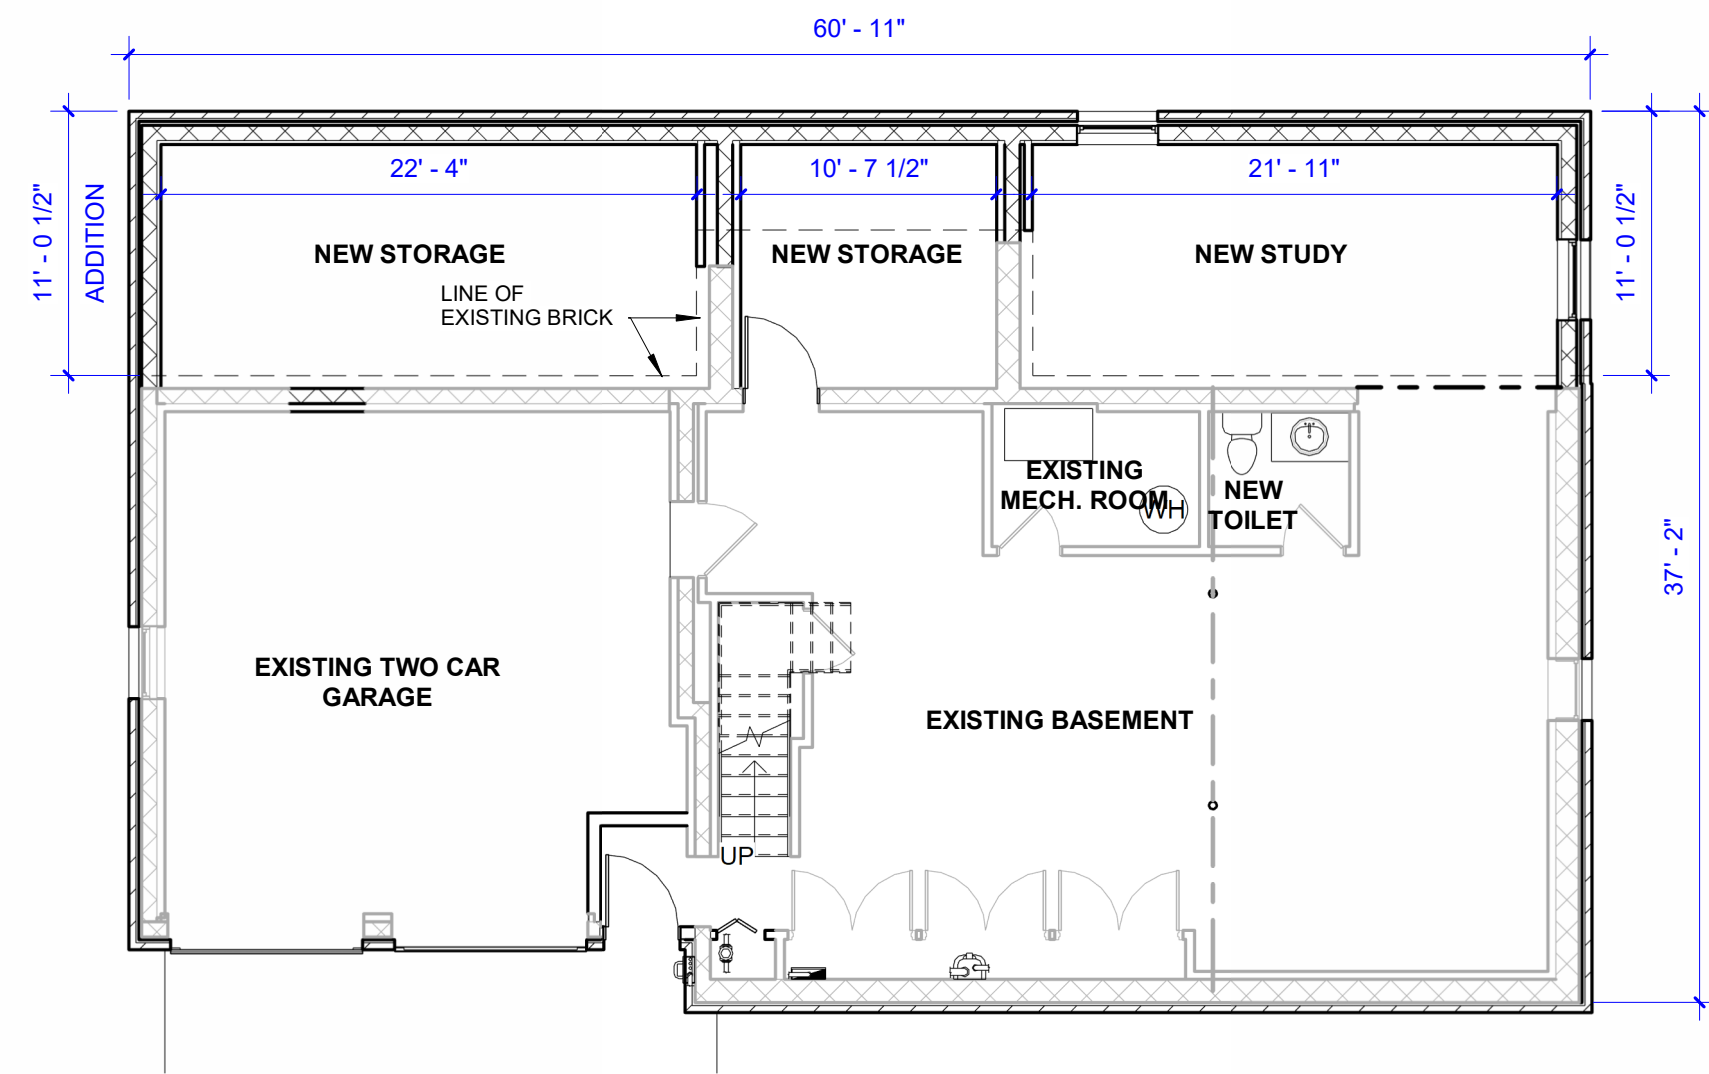 60' - 11"
22' - 4"
10' - 7 1/2"
21' - 11"
11' - 0 1/2"
ADDITION
11' - 0 1/2"
NEW STORAGE
NEW STORAGE
NEW STUDY
LINE OF
EXISTING BRICK
EXISTING
MECH. ROOM
WH
NEW
TOILET
37' - 2"
EXISTING TWO CAR
GARAGE
EXISTING BASEMENT
UP